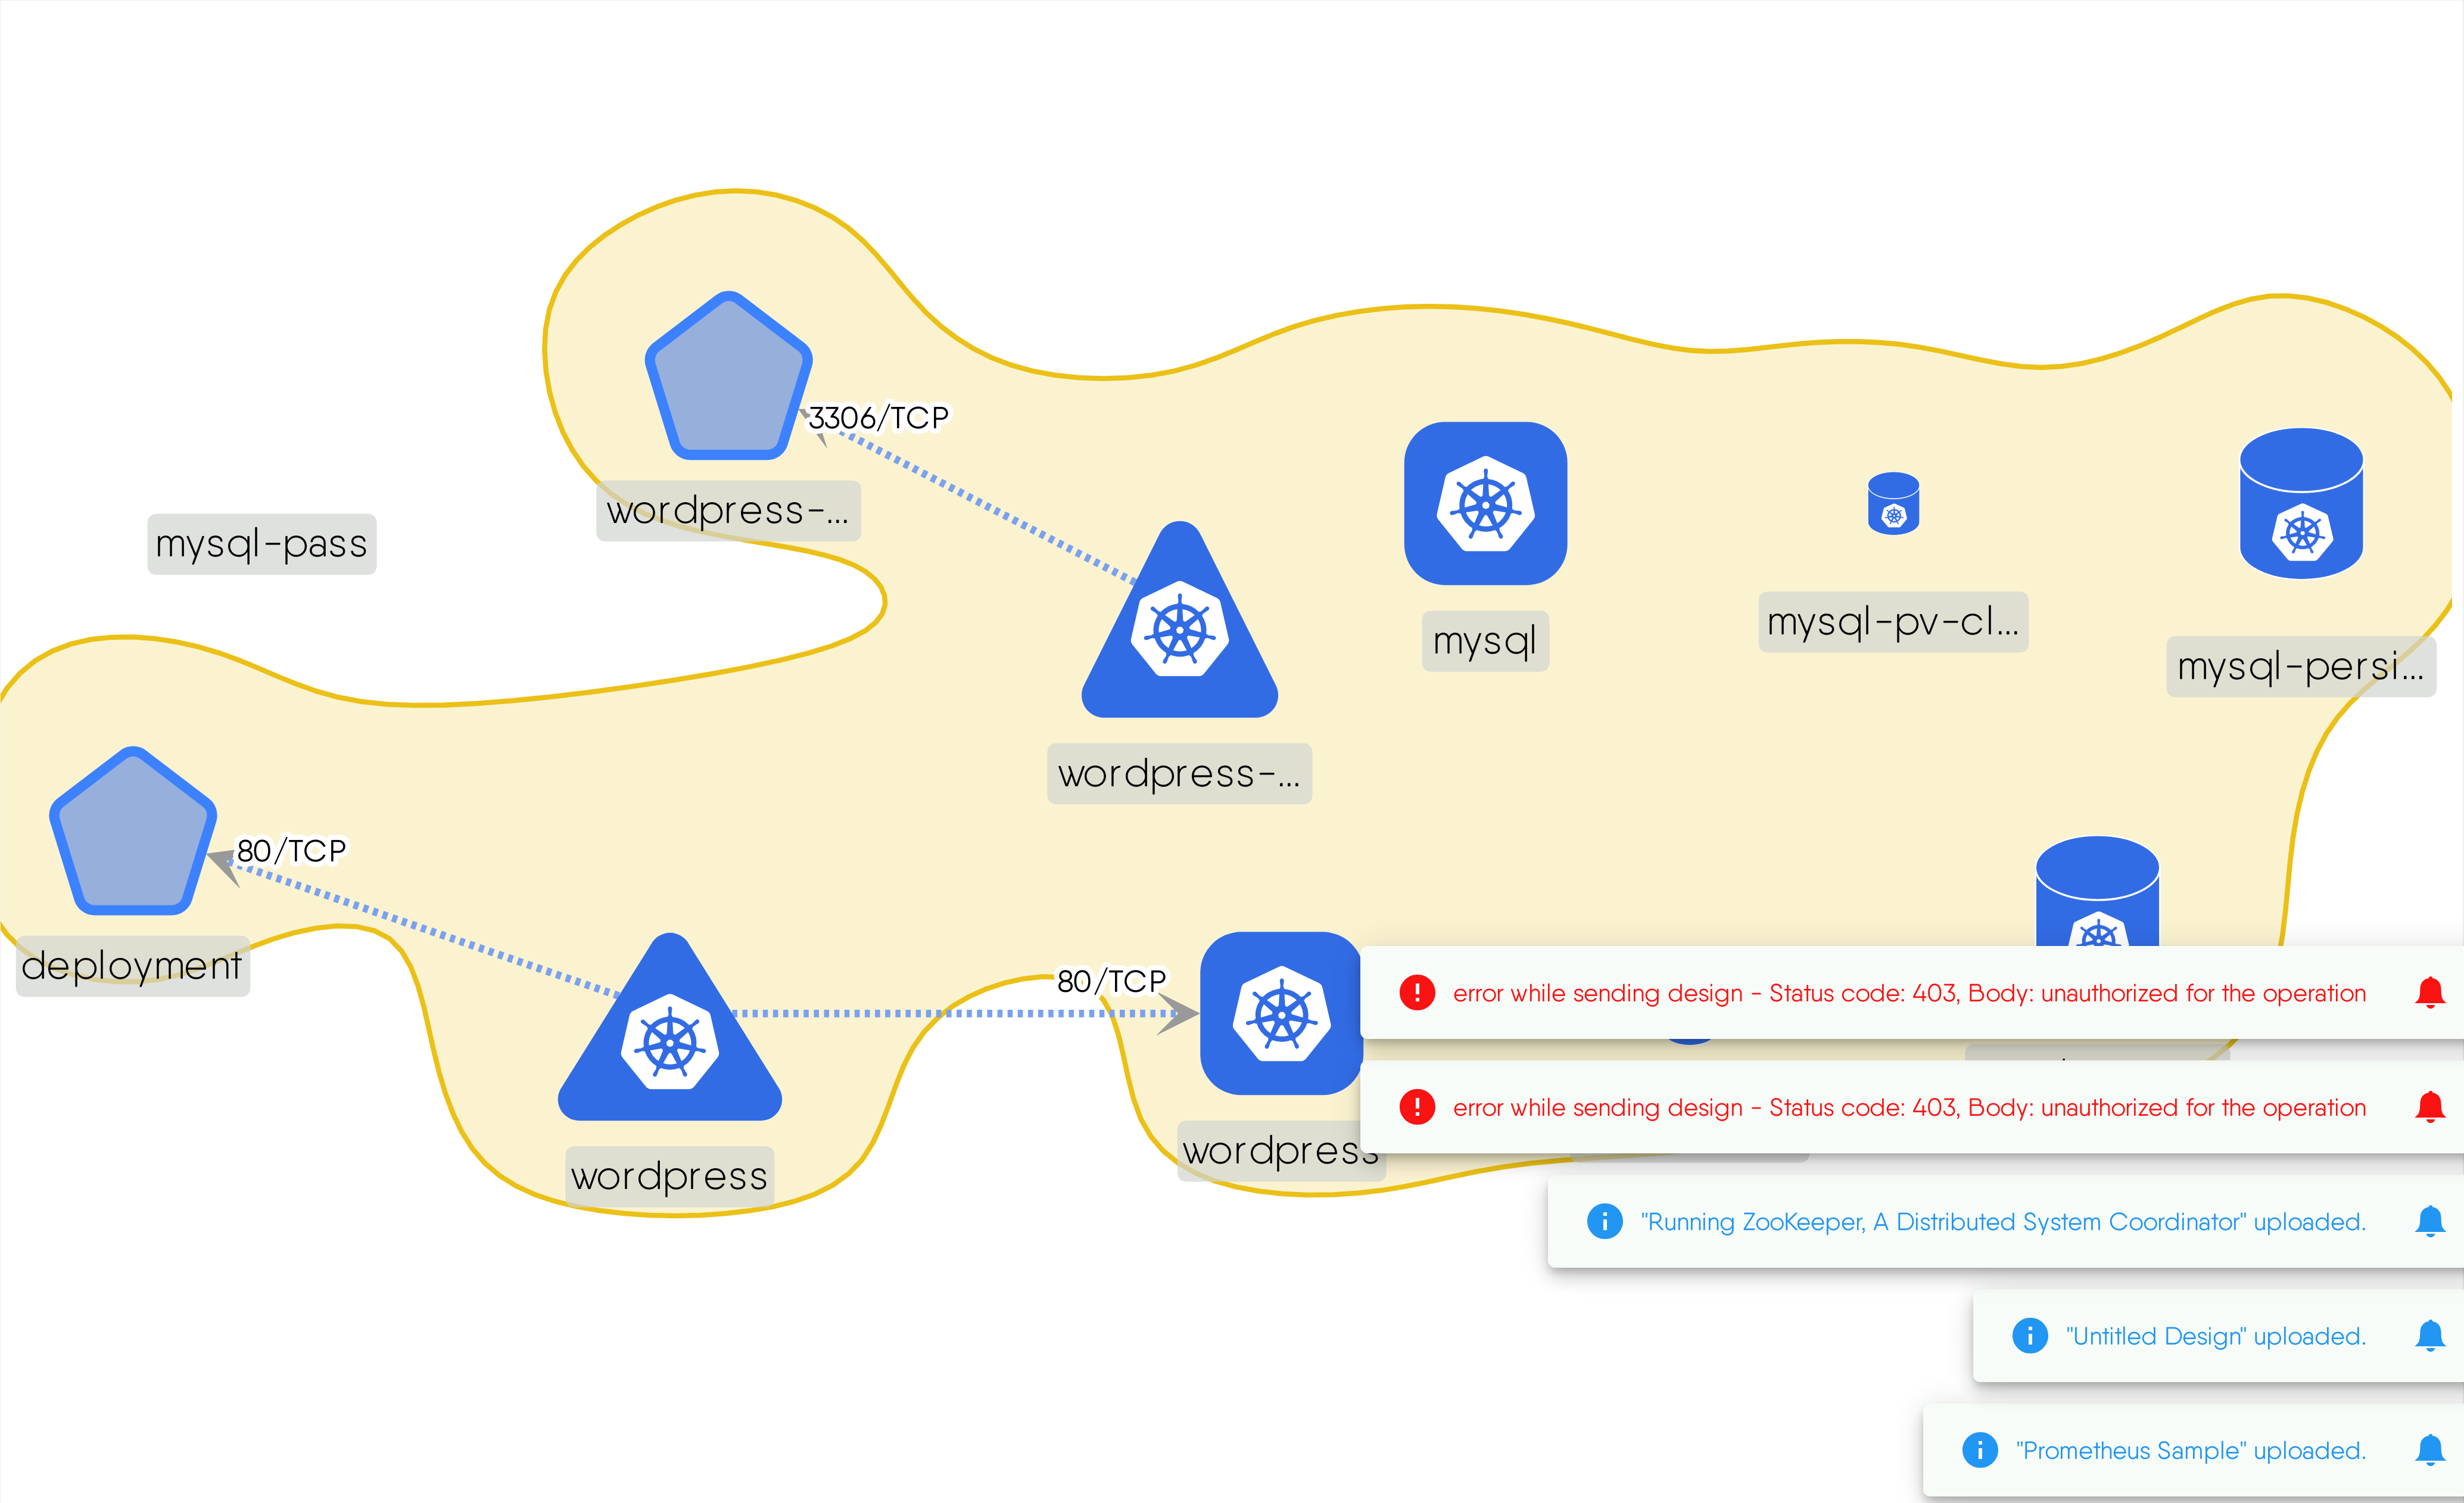 3306/TCP
wordpress-...
mysql-pass
mysql
mysql-pv-cl...
mysql-persi...
wordpress-...
80/TCP
deployment
80/TCP
wordpress
wordpress
error while sending design - Status code: 403, Body: unauthorized for the operation
error while sending design - Status code: 403, Body: unauthorized for the operation
"Running ZooKeeper, A Distributed System Coordinator" uploaded.
"Untitled Design" uploaded.
"Prometheus Sample" uploaded.